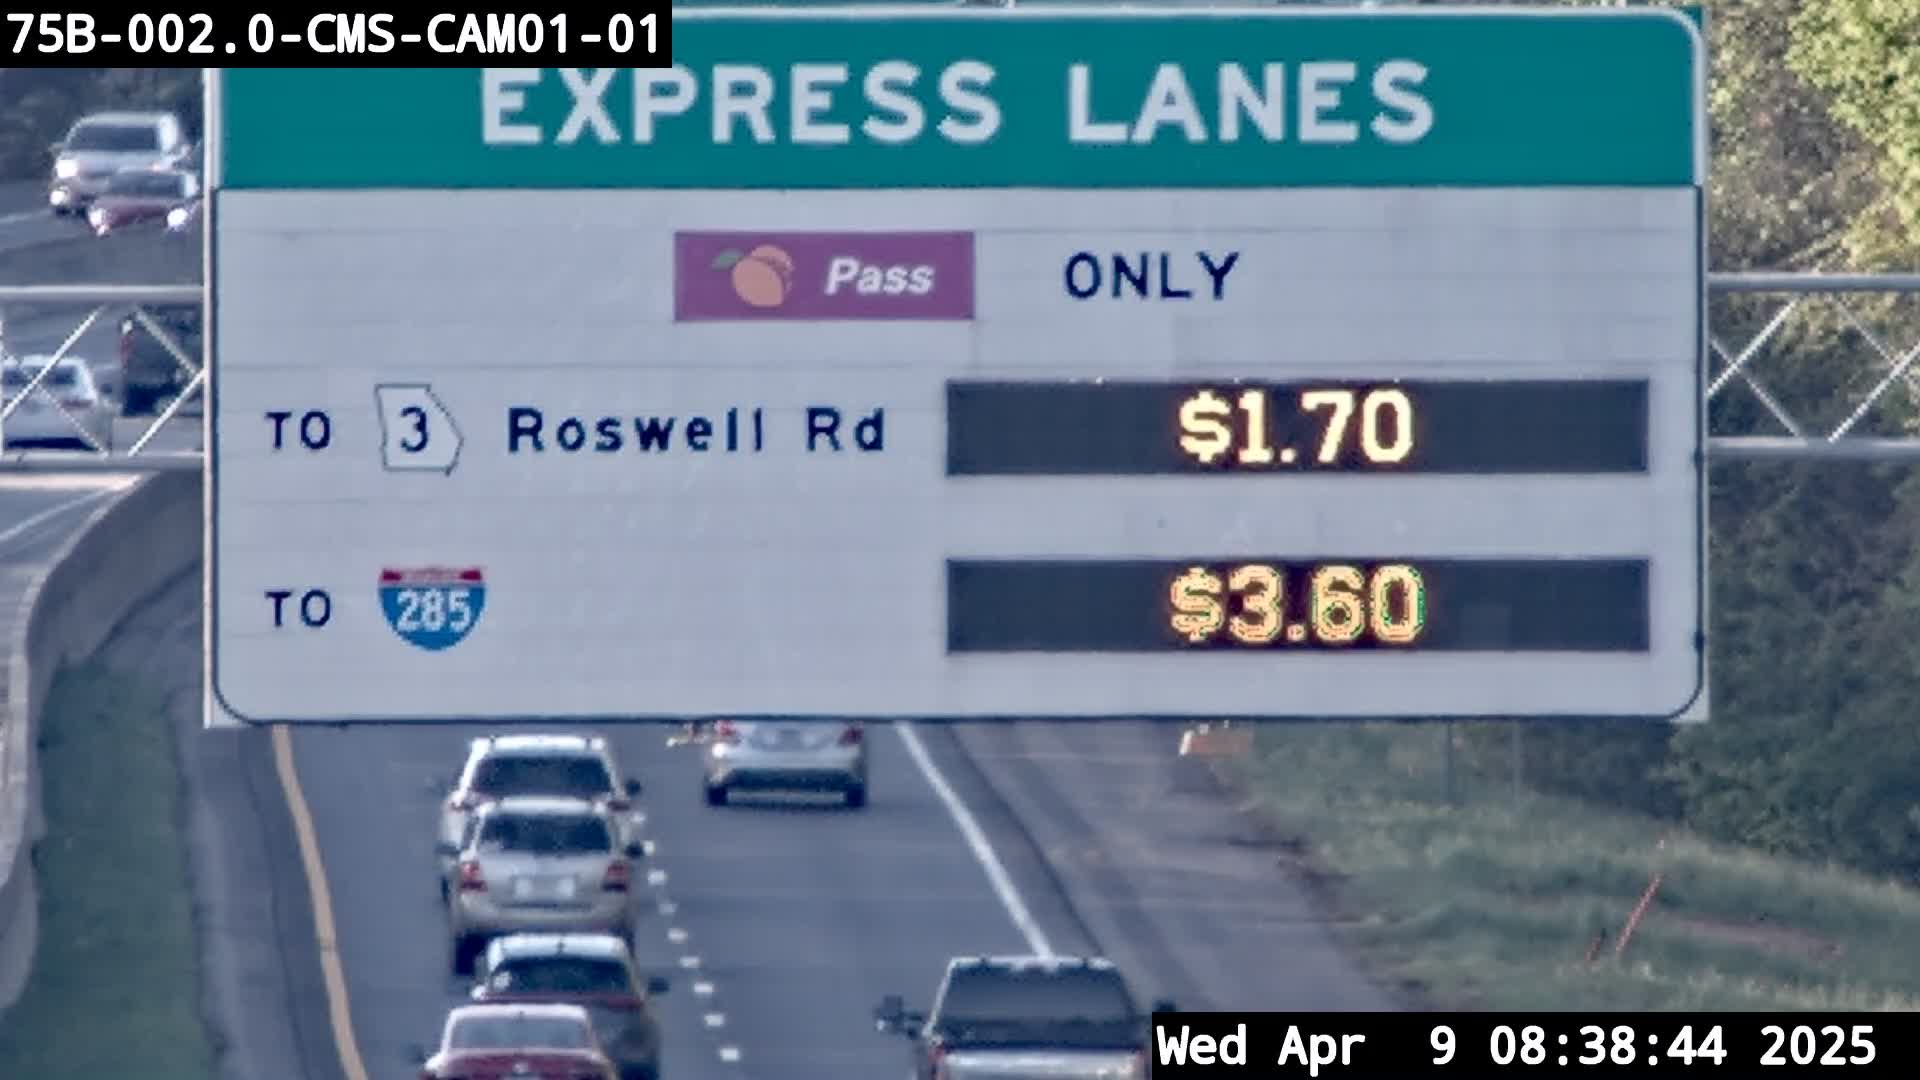 75B-002.0-CMS-CAM01-01
EXPRESS LANES
Pass ONLY
TO 3 Roswell Rd $1.70
TO 285 $3.60
Wed Apr 9 08:38:44 2025